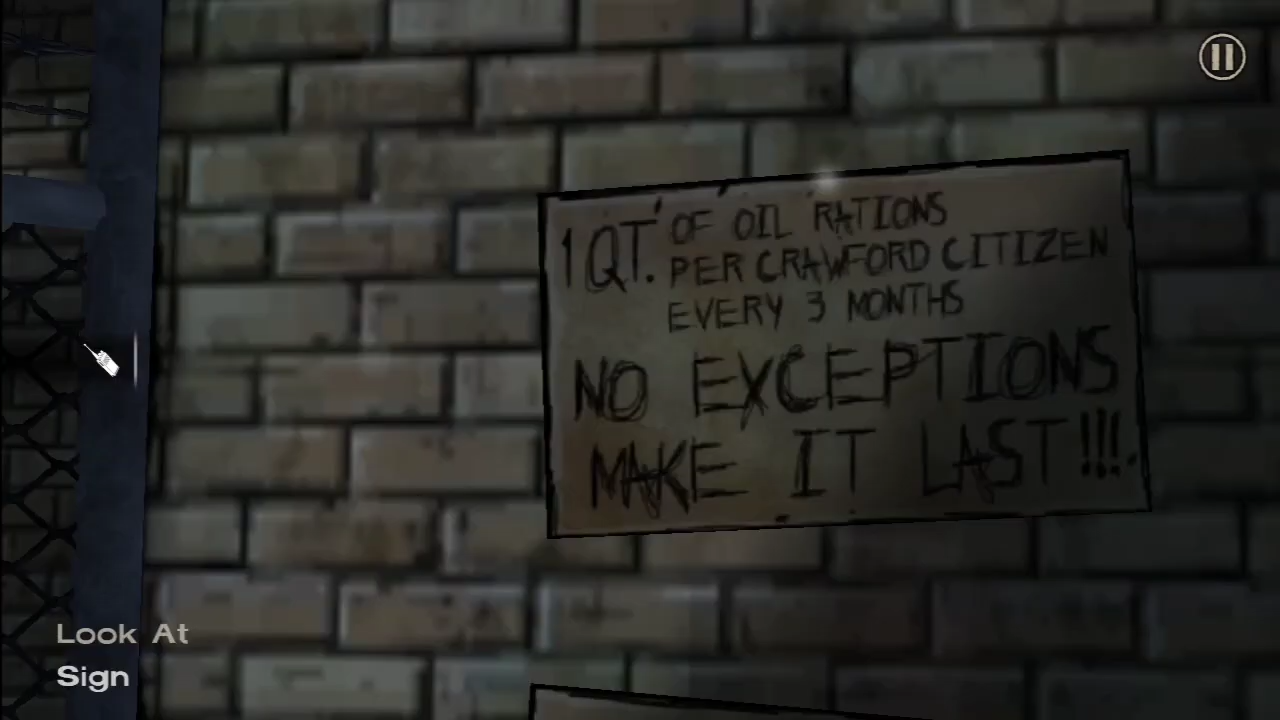 1 QT. OF OIL RATIONS
PER CRAWFORD CITIZEN
EVERY 3 MONTHS
NO EXCEPTIONS
MAKE IT LAST!!!.
Look At
Sign